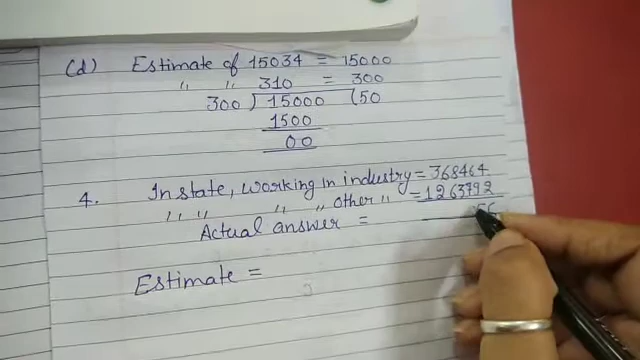 (d) Estimate of 15034 = 15000
" " 310 = 300
300 ) 15000 (50
1500
00
4. In state, working in industry = 368464
" " " " other " = 1263792
Actual answer = 56
Estimate =